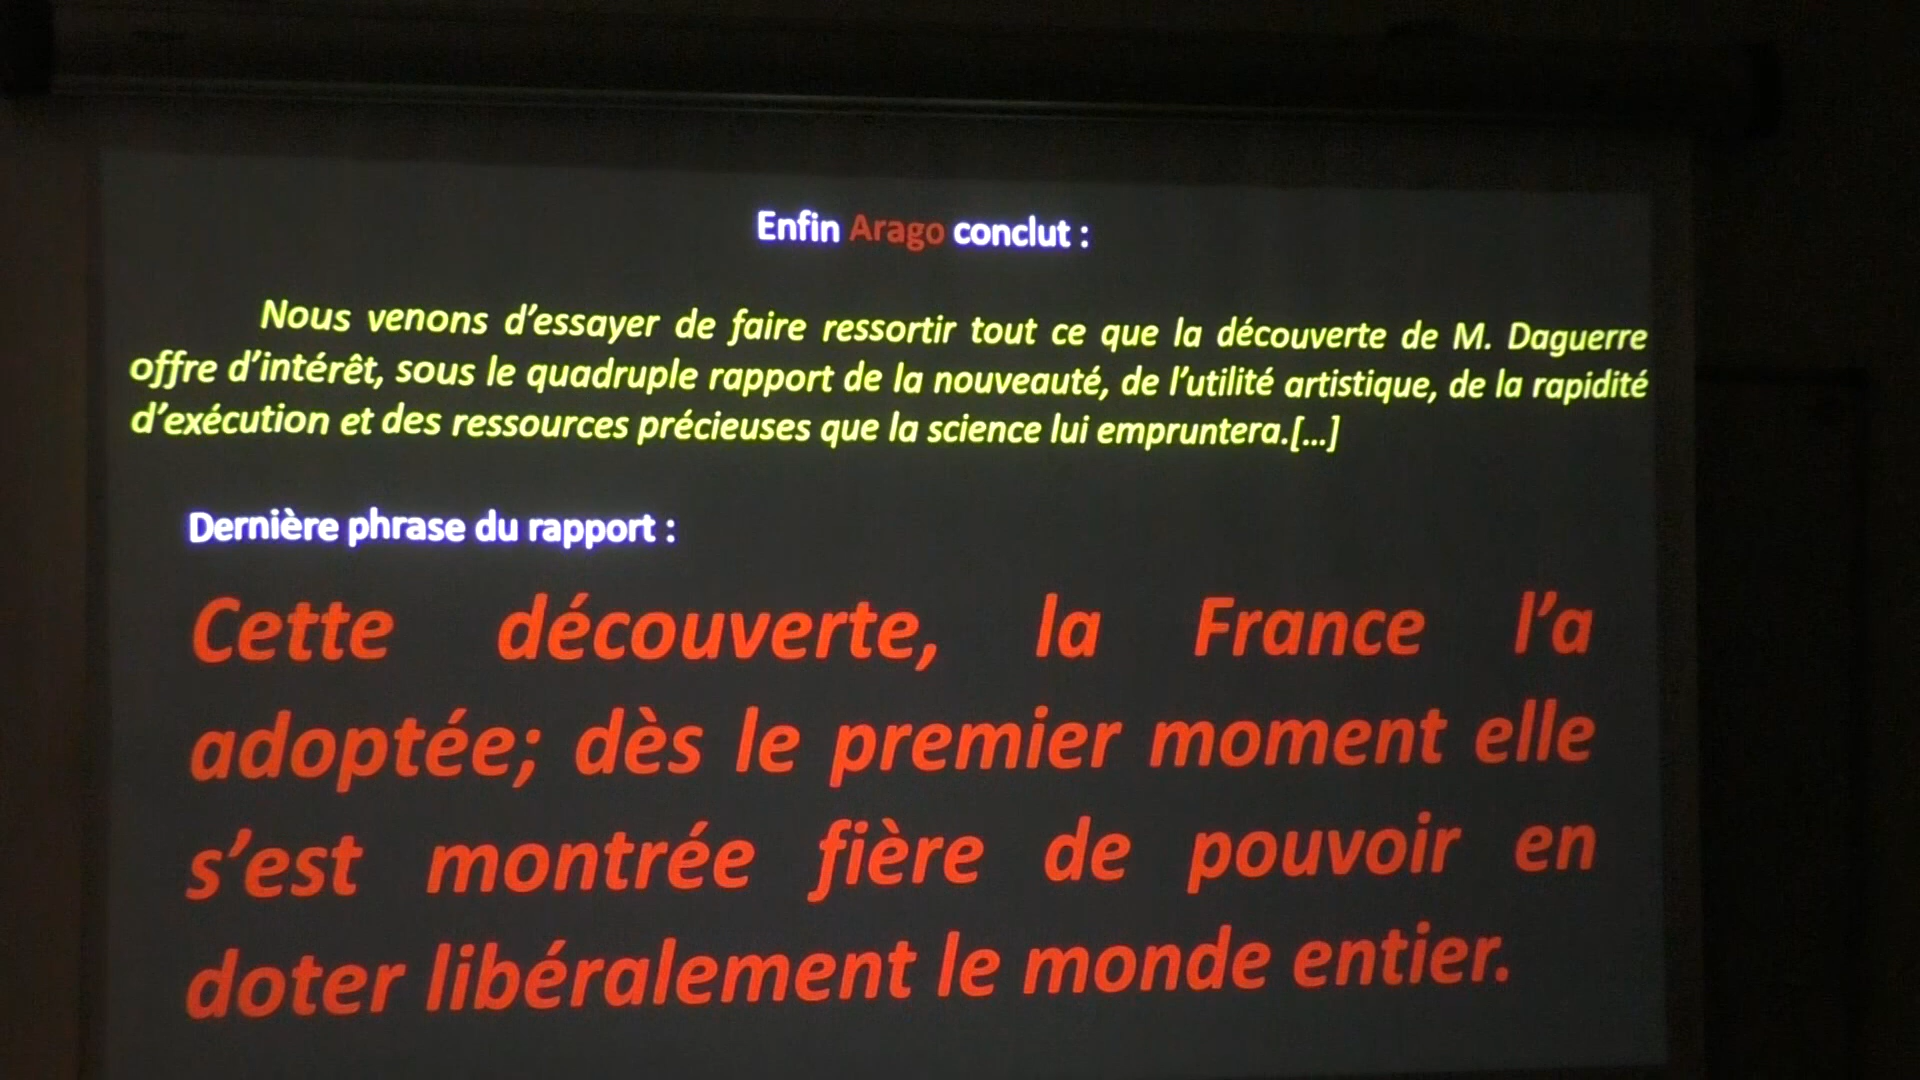 Enfin Arago conclut :
Nous venons d’essayer de faire ressortir tout ce que la découverte de M. Daguerre
offre d’intérêt, sous le quadruple rapport de la nouveauté, de l’utilité artistique, de la rapidité
d’exécution et des ressources précieuses que la science lui empruntera.[...]
Dernière phrase du rapport :
Cette découverte, la France l’a
adoptée; dès le premier moment elle
s’est montrée fière de pouvoir en
doter libéralement le monde entier.